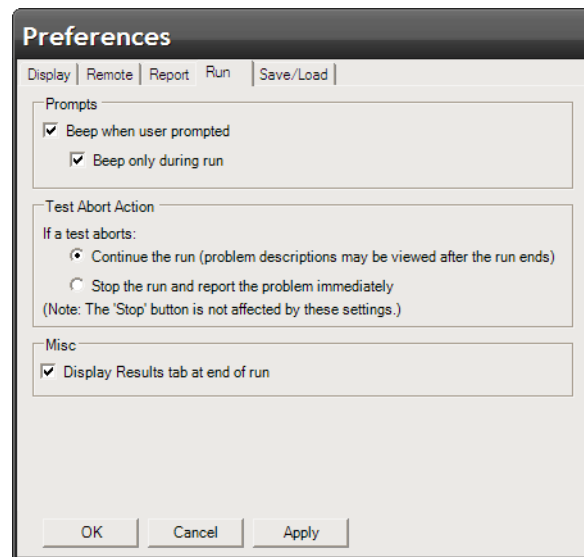 Preferences
Display Remote Report Run Save/Load
Prompts
Beep when user prompted
Beep only during run
Test Abort Action
If a test aborts:
Continue the run (problem descriptions may be viewed after the run ends)
Stop the run and report the problem immediately
(Note: The 'Stop' button is not affected by these settings.)
Misc
Display Results tab at end of run
OK Cancel Apply